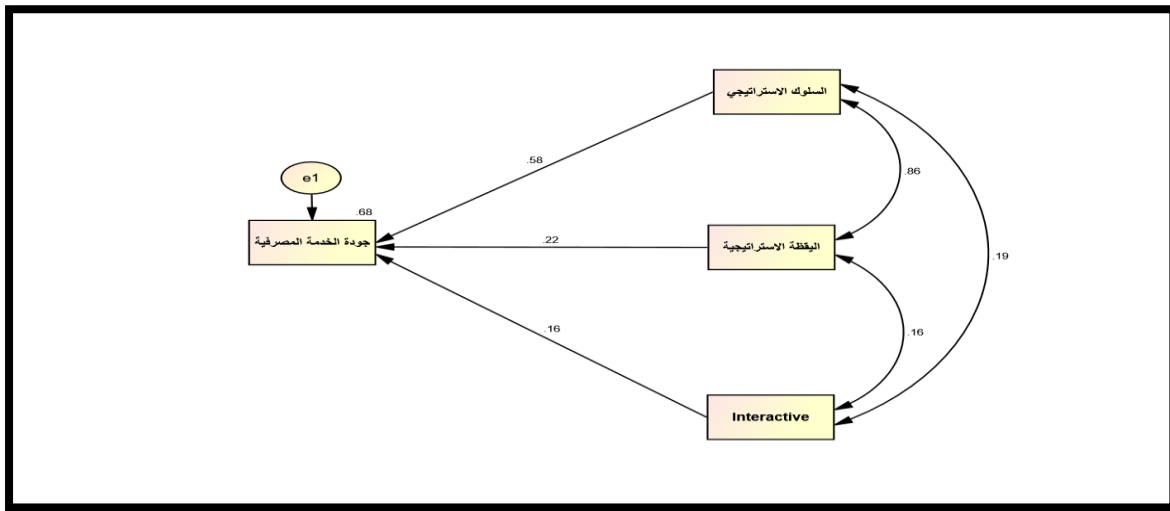 السلوك الاستراتيجي
.58
e1
.86
.68
جودة الخدمة المصرفية
.22
اليقظة الاستراتيجية
.19
.16
.16
Interactive